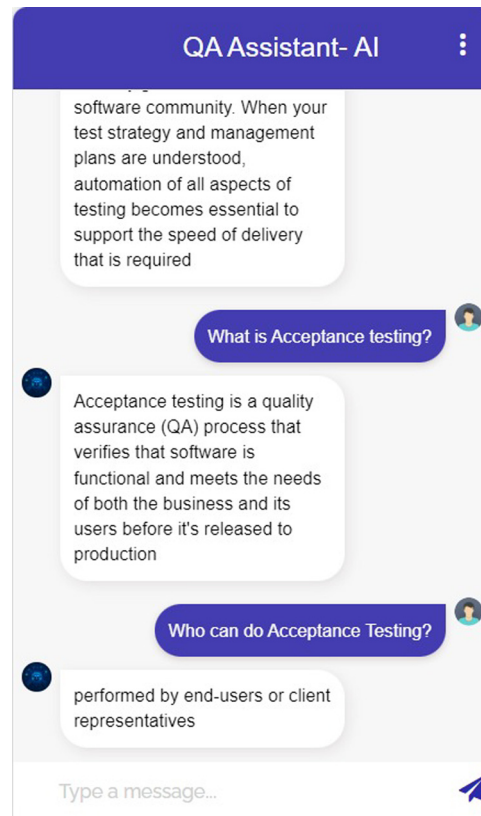 QA Assistant- AI
software community. When your
test strategy and management
plans are understood,
automation of all aspects of
testing becomes essential to
support the speed of delivery
that is required
What is Acceptance testing?
Acceptance testing is a quality
assurance (QA) process that
verifies that software is
functional and meets the needs
of both the business and its
users before it's released to
production
Who can do Acceptance Testing?
performed by end-users or client
representatives
Type a message...